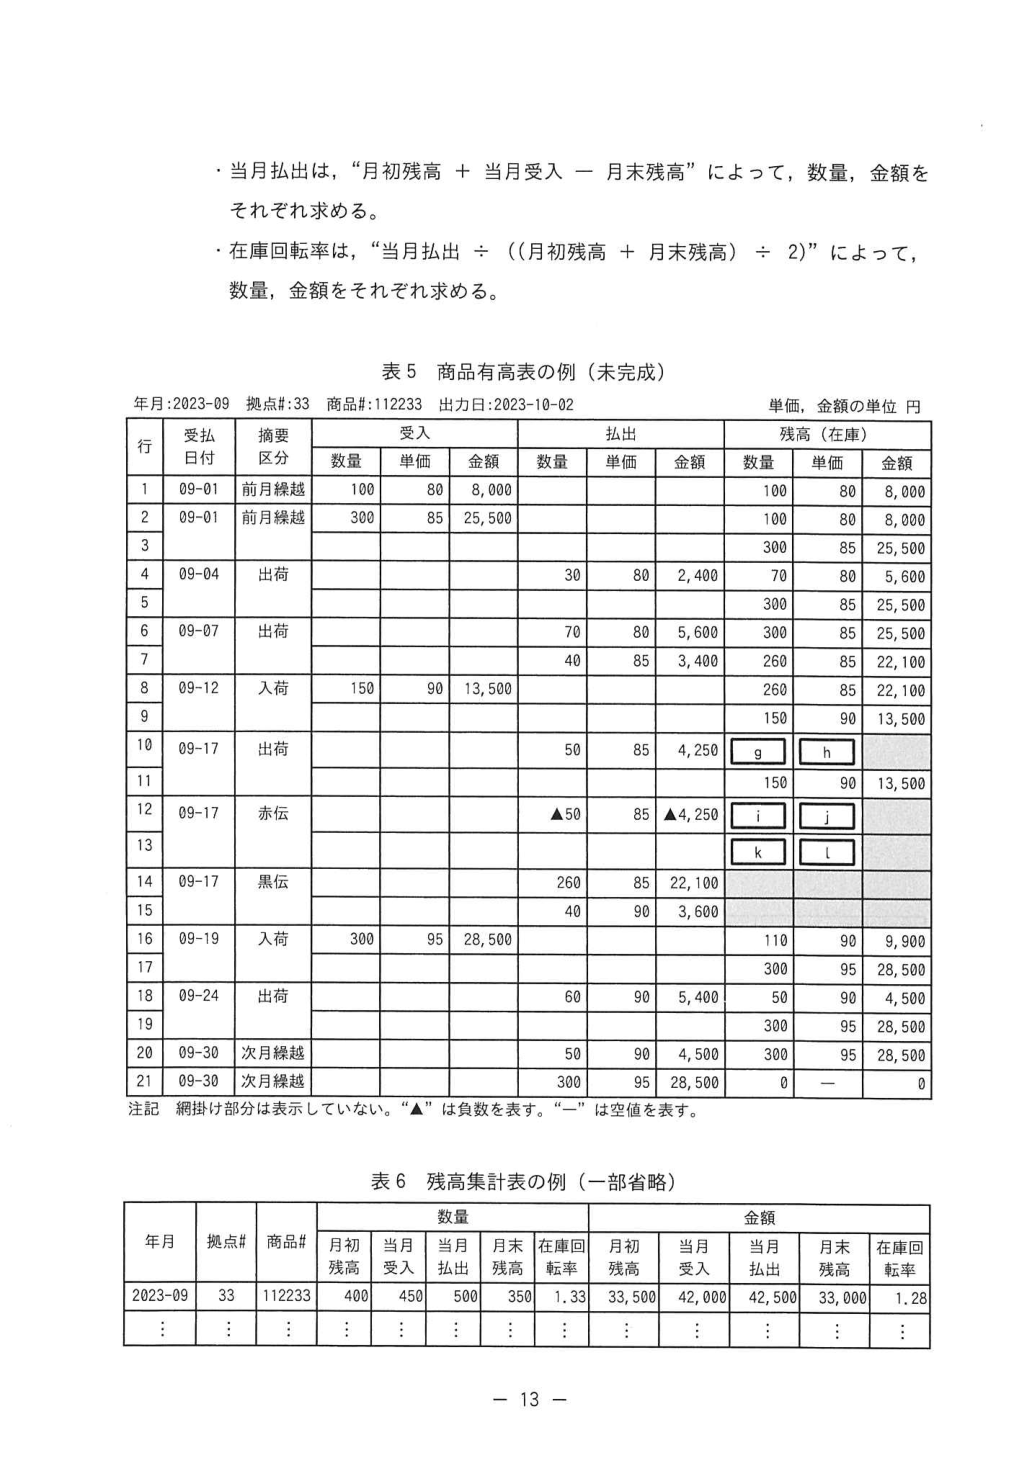 ・当月払出は，“月初残高 ＋ 当月受入 － 月末残高”によって，数量，金額を
それぞれ求める。
・在庫回転率は，“当月払出 ÷ ((月初残高 ＋ 月末残高) ÷ 2)”によって，
数量，金額をそれぞれ求める。
表5 商品有高表の例（未完成）
年月:2023-09 拠点#:33 商品#:112233 出力日:2023-10-02 単価，金額の単位 円
行 受払日付 摘要区分 受入 払出 残高（在庫）
数量 単価 金額 数量 単価 金額 数量 単価 金額
1 09-01 前月繰越 100 80 8,000 100 80 8,000
2 09-01 前月繰越 300 85 25,500 100 80 8,000
3 300 85 25,500
4 09-04 出荷 30 80 2,400 70 80 5,600
5 300 85 25,500
6 09-07 出荷 70 80 5,600 300 85 25,500
7 40 85 3,400 260 85 22,100
8 09-12 入荷 150 90 13,500 260 85 22,100
9 150 90 13,500
10 09-17 出荷 50 85 4,250 g h
11 150 90 13,500
12 09-17 赤伝 ▲50 85 ▲4,250 i j
13 k l
14 09-17 黒伝 260 85 22,100
15 40 90 3,600
16 09-19 入荷 300 95 28,500 110 90 9,900
17 300 95 28,500
18 09-24 出荷 60 90 5,400 50 90 4,500
19 300 95 28,500
20 09-30 次月繰越 50 90 4,500 300 95 28,500
21 09-30 次月繰越 300 95 28,500 0 － 0
注記 網掛け部分は表示していない。“▲”は負数を表す。“－”は空値を表す。
表6 残高集計表の例（一部省略）
年月 拠点# 商品# 数量 金額
月初残高 当月受入 当月払出 月末残高 在庫回転率 月初残高 当月受入 当月払出 月末残高 在庫回転率
2023-09 33 112233 400 450 500 350 1.33 33,500 42,000 42,500 33,000 1.28
⋮ ⋮ ⋮ ⋮ ⋮ ⋮ ⋮ ⋮ ⋮ ⋮ ⋮ ⋮ ⋮
－ 13 －